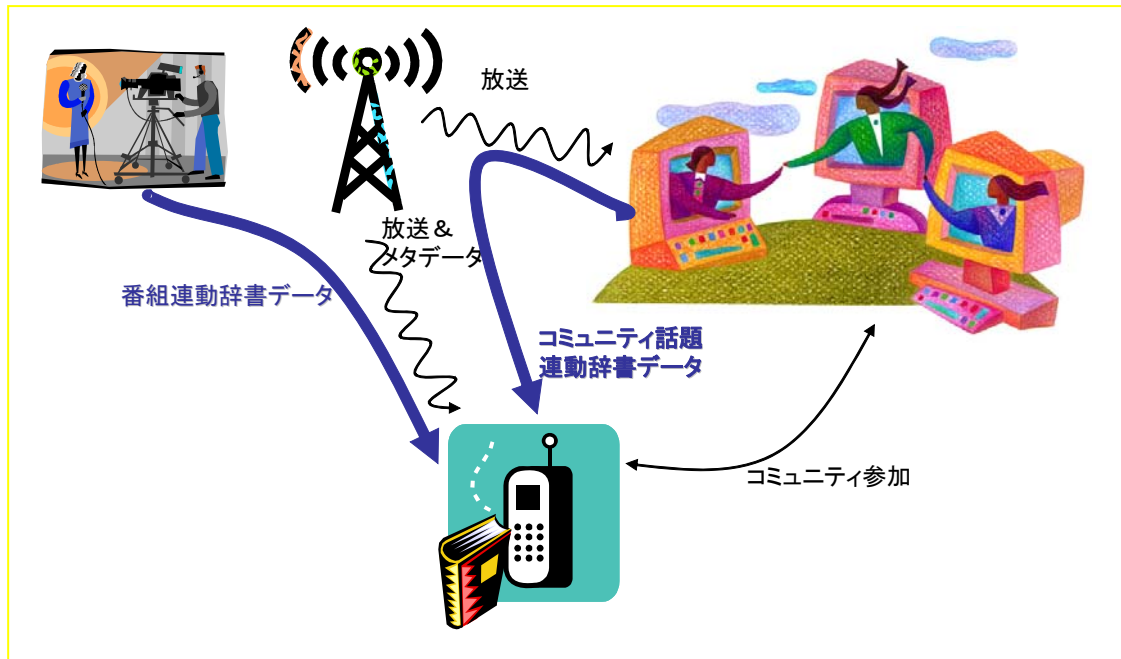 放送
放送&
メタデータ
番組連動辞書データ
コミュニティ話題
連動辞書データ
コミュニティ参加